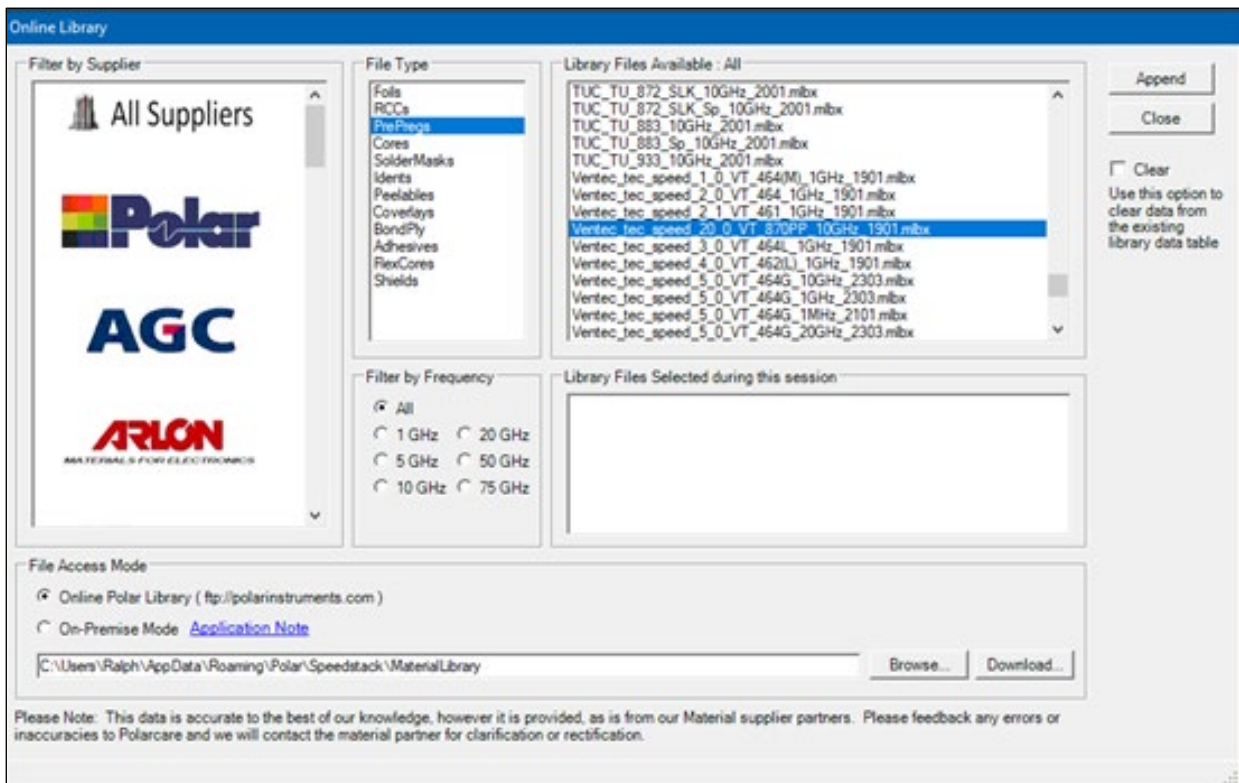 Online Library
Filter by Supplier
All Suppliers
Polar
AGC
ARLON
MATERIALS FOR ELECTRONICS
File Type
Foils
RCCs
PrePregs
Cores
SolderMasks
Idents
Peelables
Coverlays
BondPly
Adhesives
FlexCores
Shields
Library Files Available : All
TUC_TU_872_SLK_10GHz_2001.mlbx
TUC_TU_872_SLK_Sp_10GHz_2001.mlbx
TUC_TU_883_10GHz_2001.mlbx
TUC_TU_883_Sp_10GHz_2001.mlbx
TUC_TU_933_10GHz_2001.mlbx
Ventec_tec_speed_1_0_VT_464(M)_1GHz_1901.mlbx
Ventec_tec_speed_2_0_VT_464_1GHz_1901.mlbx
Ventec_tec_speed_2_1_VT_461_1GHz_1901.mlbx
Ventec_tec_speed_20_0_VT_870PP_10GHz_1901.mlbx
Ventec_tec_speed_3_0_VT_464L_1GHz_1901.mlbx
Ventec_tec_speed_4_0_VT_462(L)_1GHz_1901.mlbx
Ventec_tec_speed_5_0_VT_464G_10GHz_2303.mlbx
Ventec_tec_speed_5_0_VT_464G_1GHz_2303.mlbx
Ventec_tec_speed_5_0_VT_464G_1MHz_2101.mlbx
Ventec_tec_speed_5_0_VT_464G_20GHz_2303.mlbx
Append
Close
Clear
Use this option to
clear data from
the existing
library data table
Filter by Frequency
All
1 GHz 20 GHz
5 GHz 50 GHz
10 GHz 75 GHz
Library Files Selected during this session
File Access Mode
Online Polar Library ( ftp://polarinstruments.com )
On-Premise Mode Application Note
C:\Users\Ralph\AppData\Roaming\Polar\Speedstack\MaterialLibrary
Browse... Download...
Please Note: This data is accurate to the best of our knowledge, however it is provided, as is from our Material supplier partners. Please feedback any errors or
inaccuracies to Polarcare and we will contact the material partner for clarification or rectification.